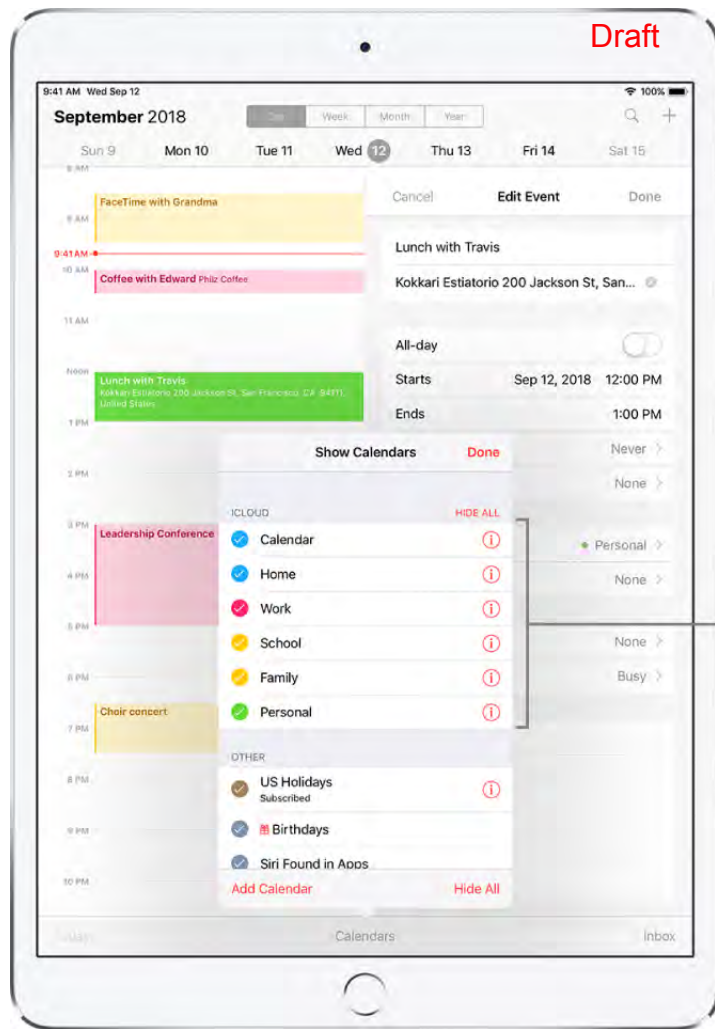 Draft
9:41 AM Wed Sep 12
100%
September 2018
Day Week Month Year
Sun 9 Mon 10 Tue 11 Wed 12 Thu 13 Fri 14 Sat 15
8 AM
FaceTime with Grandma
9 AM
9:41 AM
10 AM
Coffee with Edward Philz Coffee
11 AM
Noon
Lunch with Travis
Kokkari Estiatorio 200 Jackson St, San Francisco, CA 94111,
United States
1 PM
2 PM
3 PM
Leadership Conference
4 PM
5 PM
6 PM
Choir concert
7 PM
8 PM
9 PM
10 PM
Cancel Edit Event Done
Lunch with Travis
Kokkari Estiatorio 200 Jackson St, San...
All-day
Starts Sep 12, 2018 12:00 PM
Ends 1:00 PM
Never
None
Personal
None
None
Busy
Show Calendars Done
ICLOUD HIDE ALL
Calendar
Home
Work
School
Family
Personal
OTHER
US Holidays
Subscribed
Birthdays
Siri Found in Apps
Add Calendar Hide All
Today Calendars Inbox